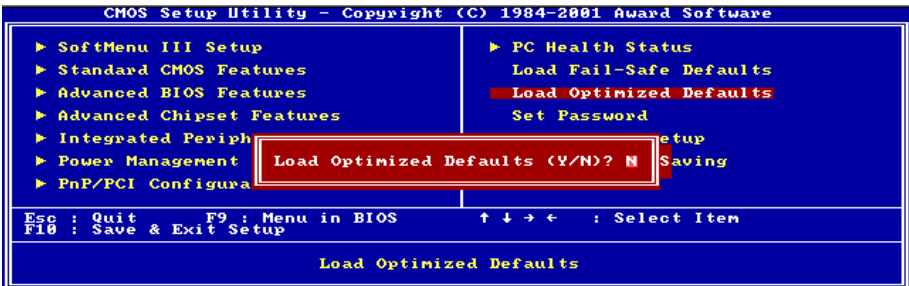 CMOS Setup Utility - Copyright (C) 1984-2001 Award Software
► SoftMenu III Setup
► Standard CMOS Features
► Advanced BIOS Features
► Advanced Chipset Features
► Integrated Periph
► Power Management
► PnP/PCI Configura
► PC Health Status
Load Fail-Safe Defaults
Load Optimized Defaults
Set Password
etup
Saving
Load Optimized Defaults (Y/N)? N
Esc : Quit F9 : Menu in BIOS ↑ ↓ → ← : Select Item
F10 : Save & Exit Setup
Load Optimized Defaults